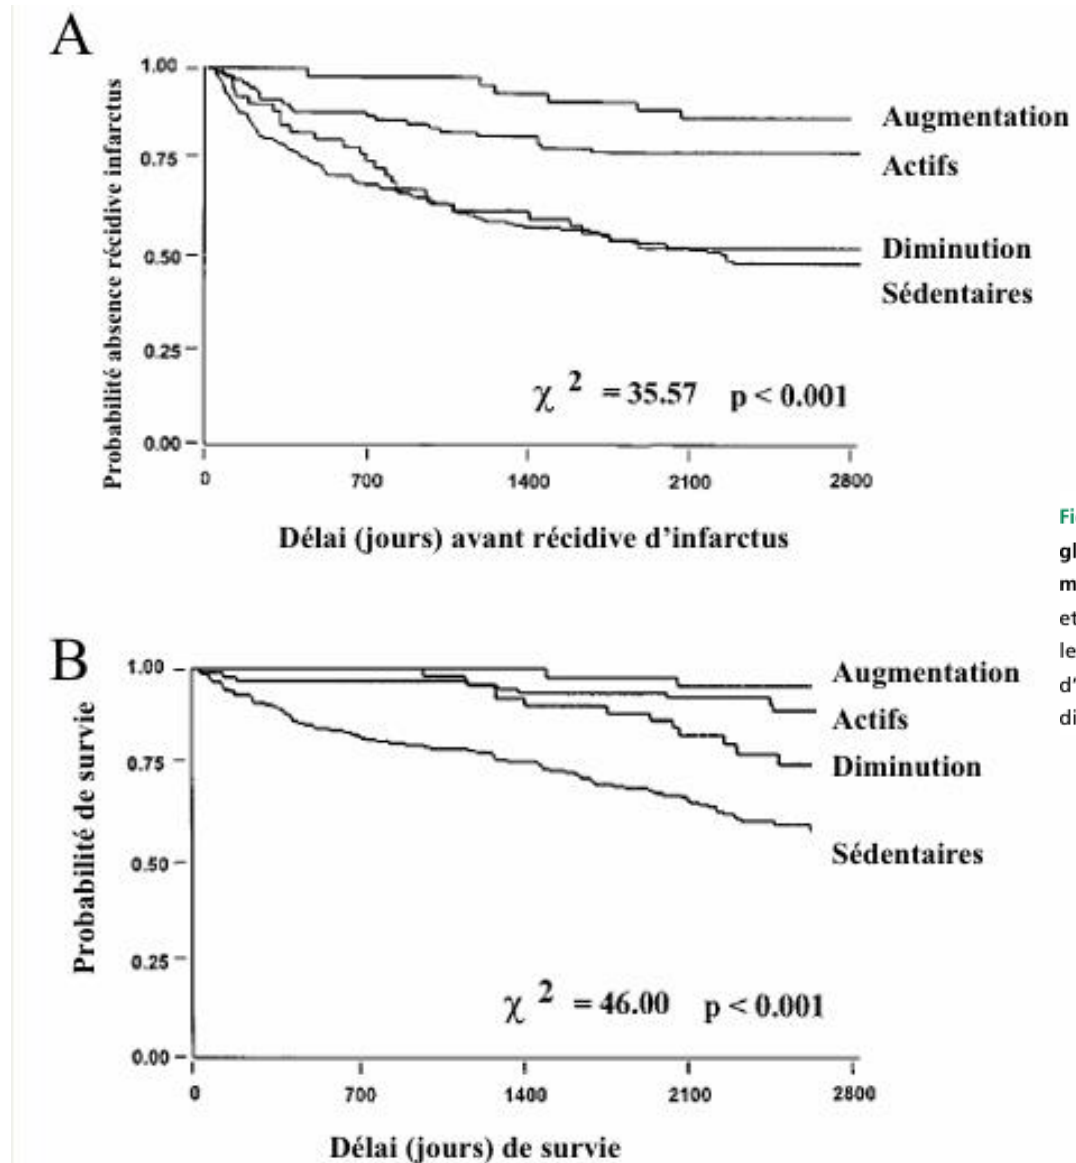 A
Probabilité absence récidive infarctus
1.00
0.75
0.50
0.25
0.00
Augmentation
Actifs
Diminution
Sédentaires
χ 2 = 35.57 p < 0.001
0 700 1400 2100 2800
Délai (jours) avant récidive d'infarctus
B
Probabilité de survie
1.00
0.75
0.50
0.25
0.00
Augmentation
Actifs
Diminution
Sédentaires
χ 2 = 46.00 p < 0.001
0 700 1400 2100 2800
Délai (jours) de survie
et
le